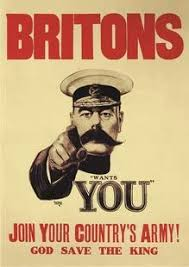 BRITONS
"WANTS"
YOU
JOIN YOUR COUNTRY'S ARMY!
GOD SAVE THE KING